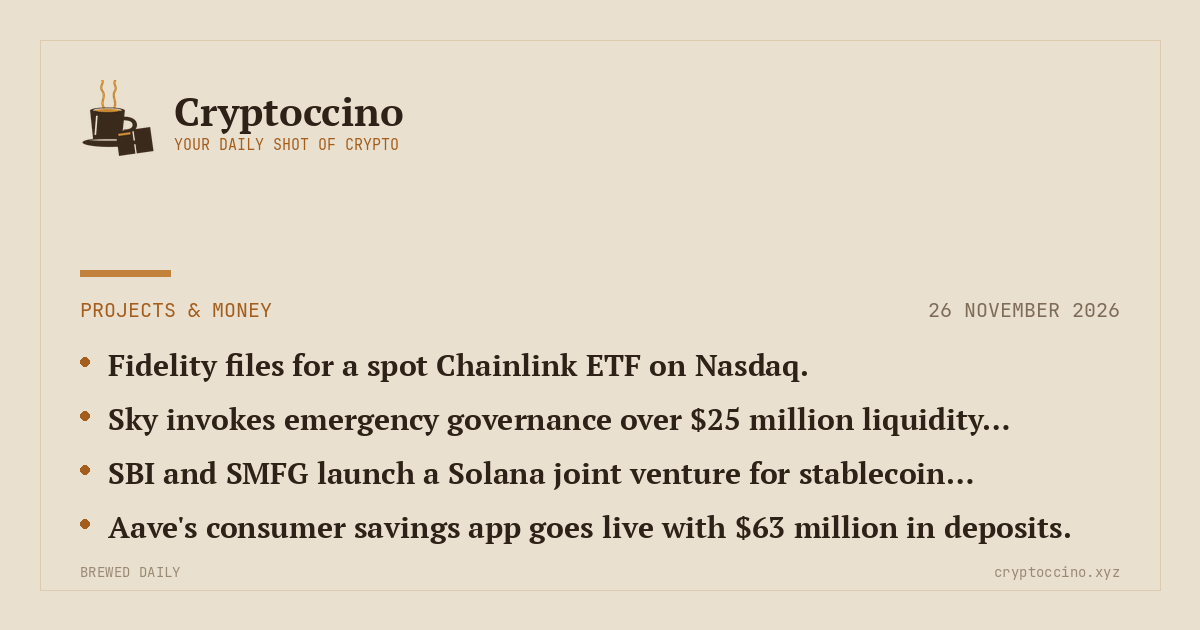 Cryptoccino
YOUR DAILY SHOT OF CRYPTO
PROJECTS & MONEY
26 NOVEMBER 2026
Fidelity files for a spot Chainlink ETF on Nasdaq.
Sky invokes emergency governance over $25 million liquidity...
SBI and SMFG launch a Solana joint venture for stablecoin...
Aave's consumer savings app goes live with $63 million in deposits.
BREWED DAILY
cryptoccino.xyz